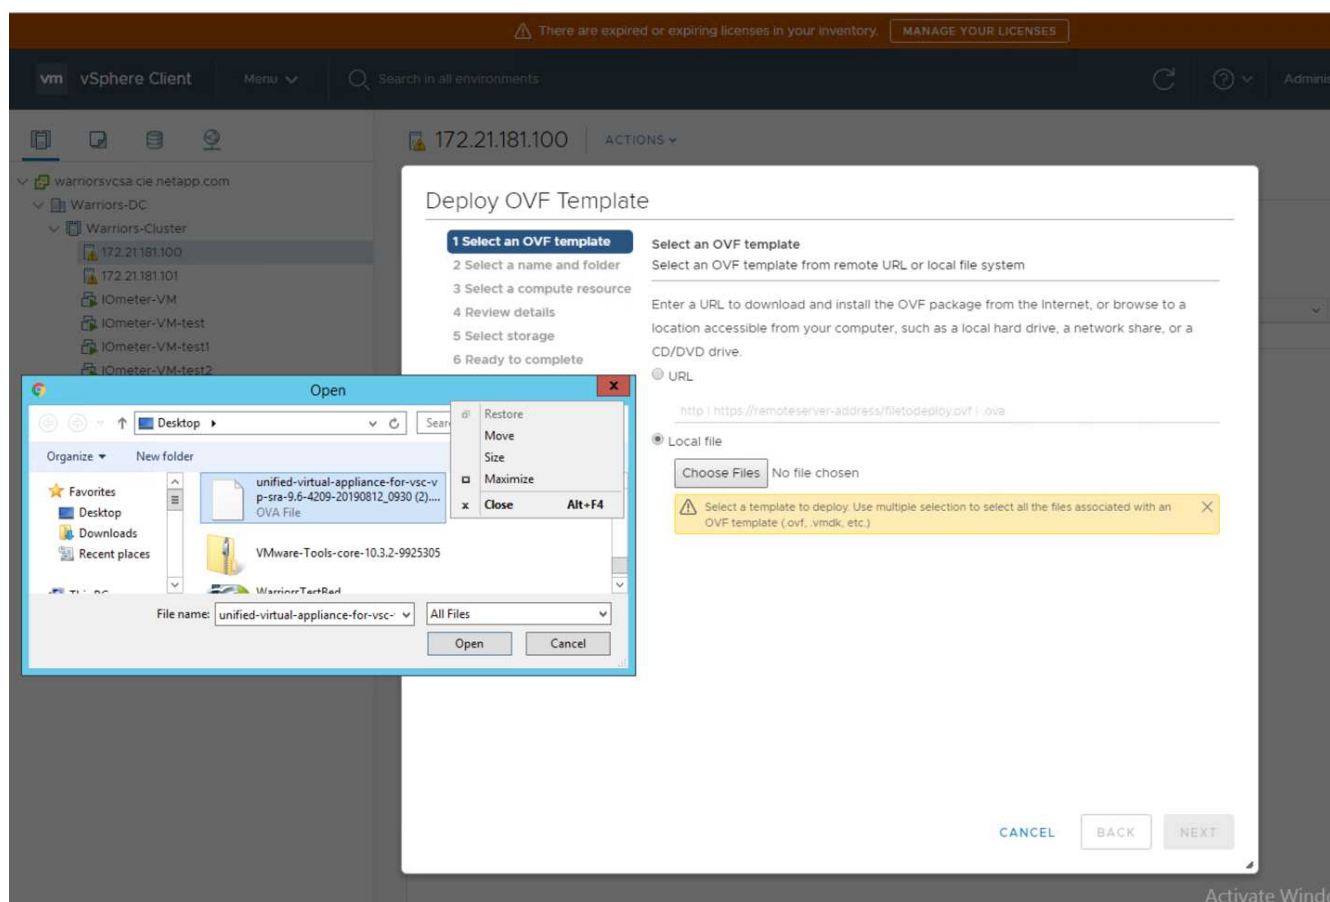 There are expired or expiring licenses in your inventory. MANAGE YOUR LICENSES
vm vSphere Client Menu Search in all environments Adminis
172.21.181.100 ACTIONS
warriorsvcsa.cie.netapp.com
Warriors-DC
Warriors-Cluster
172.21.181.100
172.21.181.101
IOmeter-VM
IOmeter-VM-test
IOmeter-VM-test1
IOmeter-VM-test2
Deploy OVF Template
1 Select an OVF template
2 Select a name and folder
3 Select a compute resource
4 Review details
5 Select storage
6 Ready to complete
Select an OVF template
Select an OVF template from remote URL or local file system
Enter a URL to download and install the OVF package from the Internet, or browse to a
location accessible from your computer, such as a local hard drive, a network share, or a
CD/DVD drive.
URL
http | https://remoteserver-address/filetodeploy.ovf | .ova
Local file
Choose Files No file chosen
Select a template to deploy. Use multiple selection to select all the files associated with an
OVF template (.ovf, .vmdk, etc.)
CANCEL BACK NEXT
Open
Desktop
Sear
Organize New folder
Restore
Move
Size
Maximize
Close Alt+F4
Favorites
Desktop
Downloads
Recent places
unified-virtual-appliance-for-vsc-v
p-sra-9.6-4209-20190812_0930 (2)....
OVA File
VMware-Tools-core-10.3.2-9925305
File name: unified-virtual-appliance-for-vsc- All Files
Open Cancel
Activate Windo